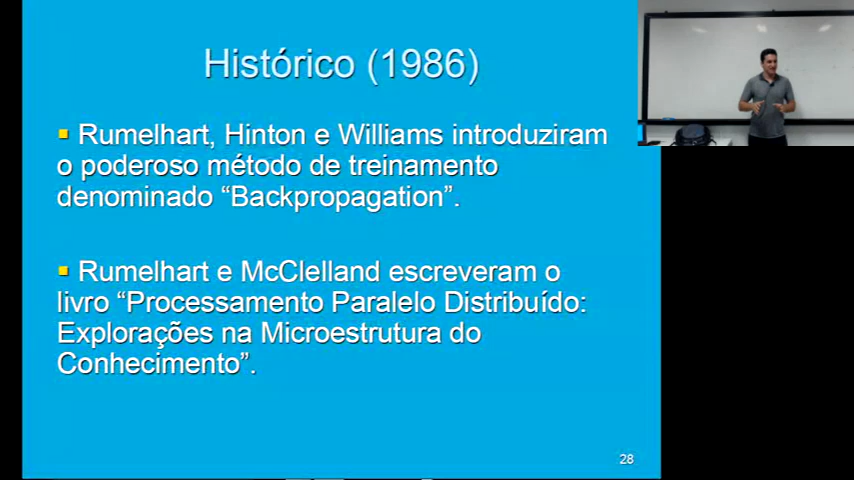 Histórico (1986)
▪ Rumelhart, Hinton e Williams introduziram
o poderoso método de treinamento
denominado “Backpropagation”.
▪ Rumelhart e McClelland escreveram o
livro “Processamento Paralelo Distribuído:
Explorações na Microestrutura do
Conhecimento”.
28